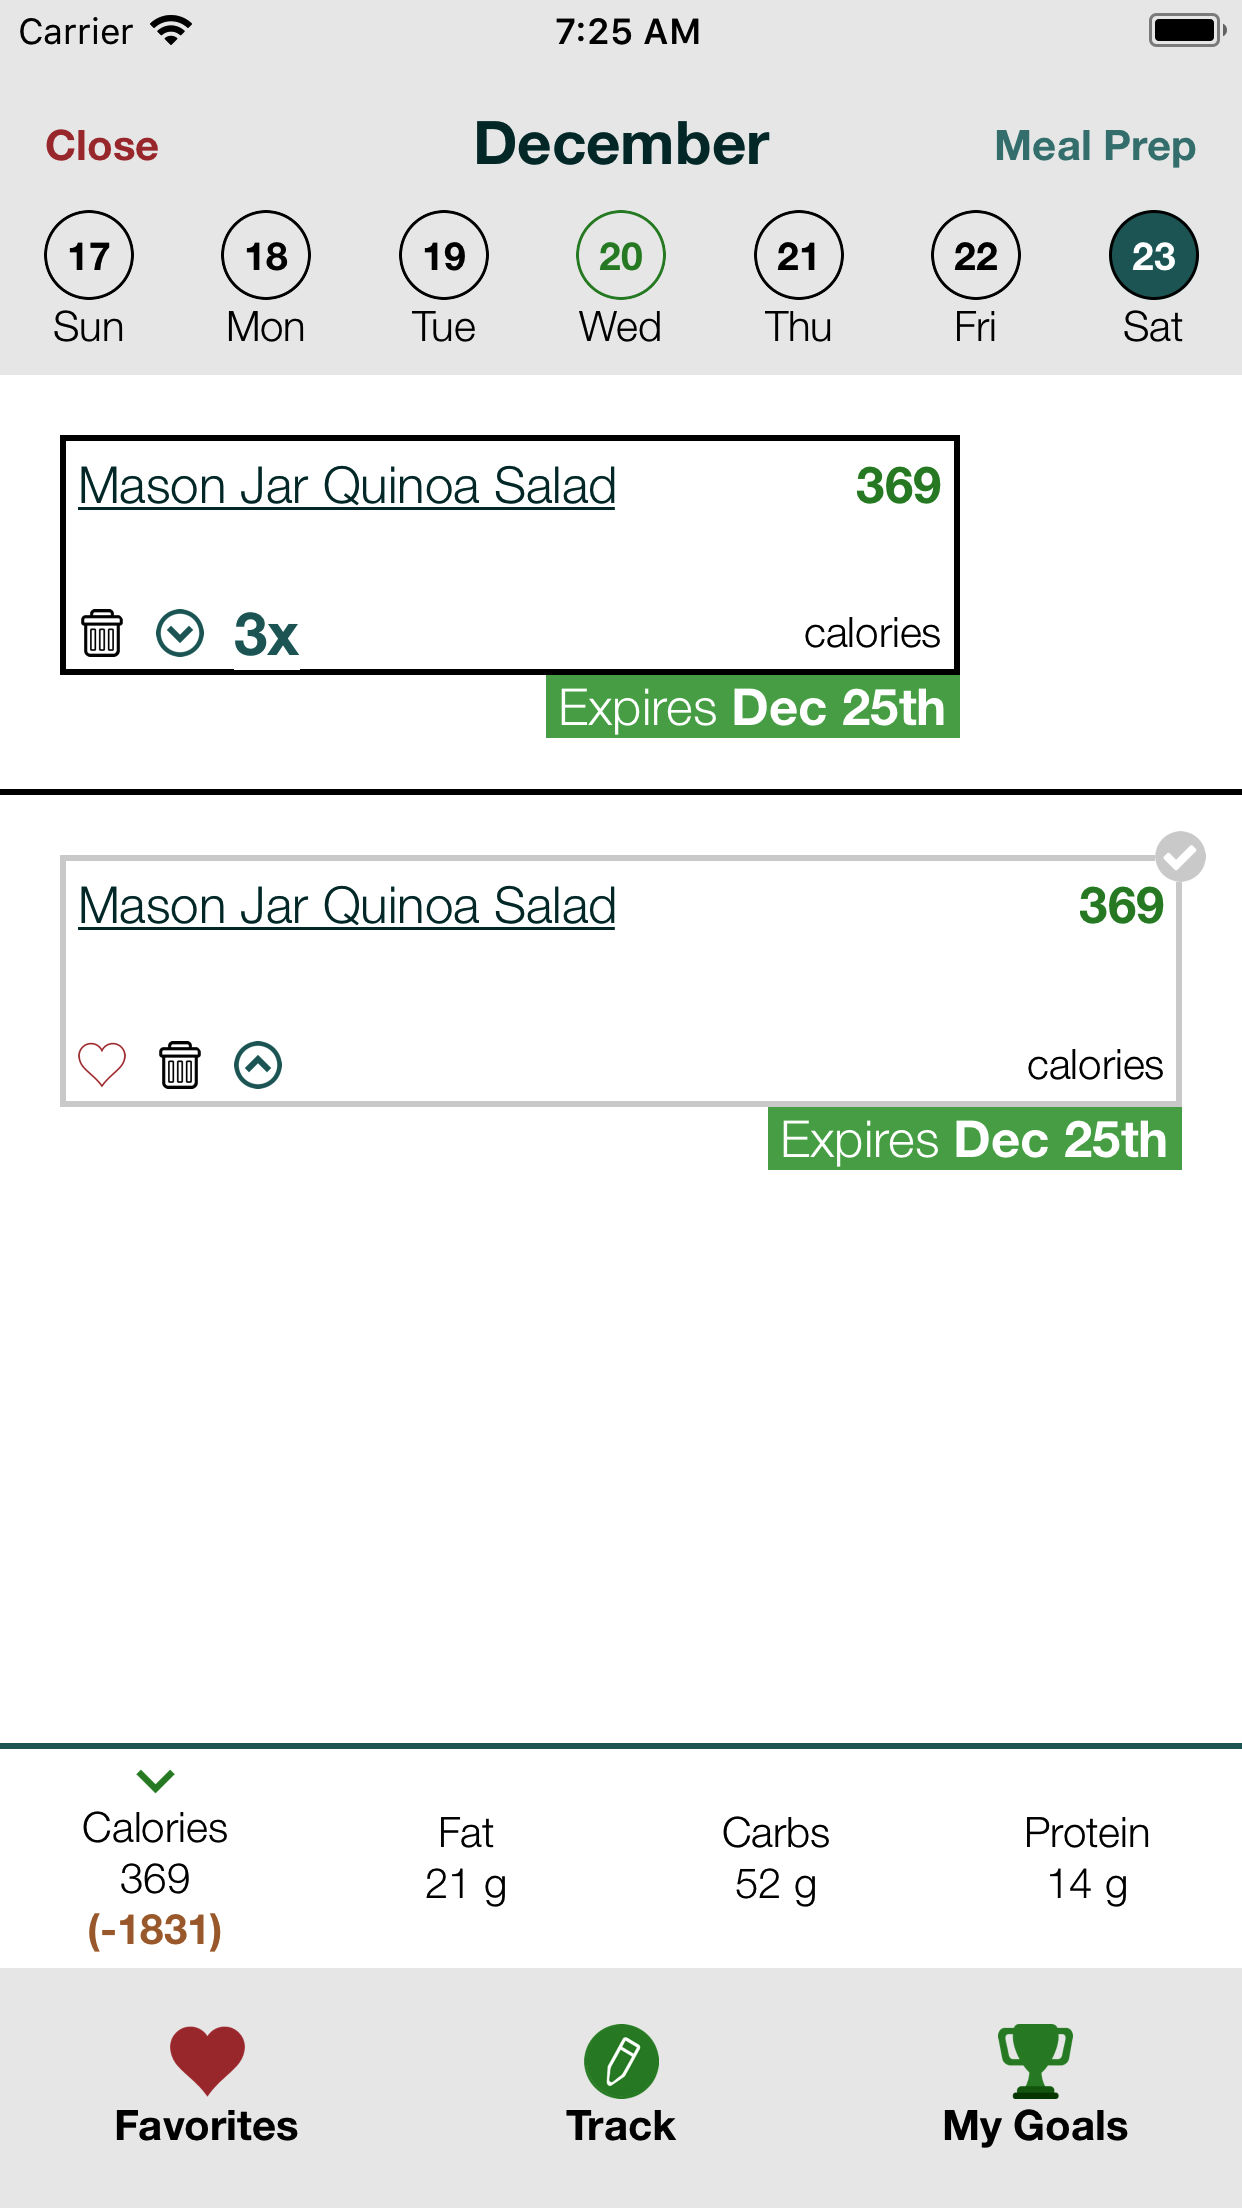 Carrier 7:25 AM
Close December Meal Prep
17 18 19 20 21 22 23
Sun Mon Tue Wed Thu Fri Sat
Mason Jar Quinoa Salad 369
3x calories
Expires Dec 25th
Mason Jar Quinoa Salad 369
calories
Expires Dec 25th
Calories Fat Carbs Protein
369 21 g 52 g 14 g
(-1831)
Favorites Track My Goals